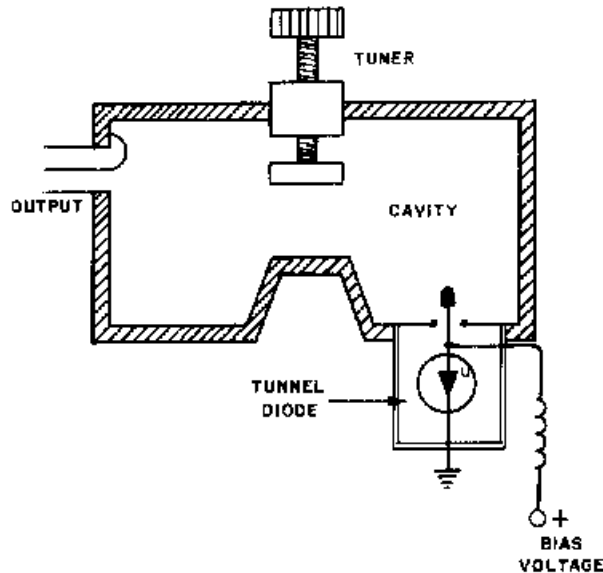 TUNER
OUTPUT
CAVITY
TUNNEL
DIODE
+
BIAS
VOLTAGE